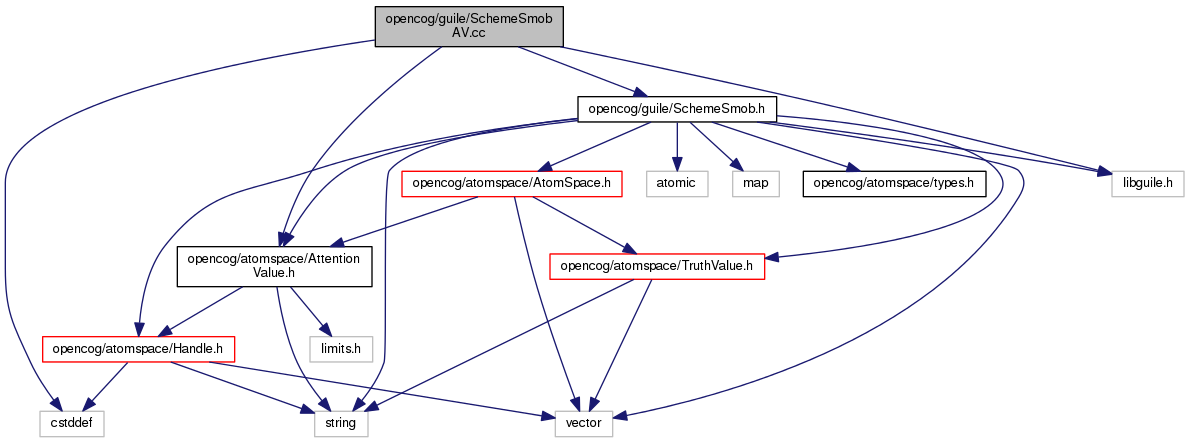 opencog/guile/SchemeSmob
AV.cc
opencog/guile/SchemeSmob.h
opencog/atomspace/AtomSpace.h
atomic
map
opencog/atomspace/types.h
libguile.h
opencog/atomspace/Attention
Value.h
opencog/atomspace/TruthValue.h
opencog/atomspace/Handle.h
limits.h
cstddef
string
vector